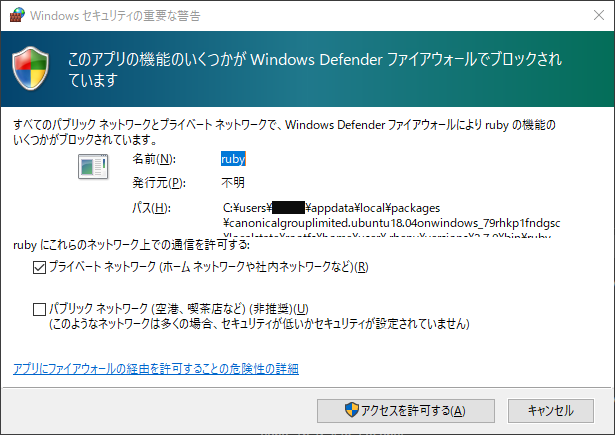 Windows セキュリティの重要な警告
このアプリの機能のいくつかが Windows Defender ファイアウォールでブロックされ
ています
すべてのパブリック ネットワークとプライベート ネットワークで、Windows Defender ファイアウォールにより ruby の機能の
いくつかがブロックされています。
名前(N): ruby
発行元(P): 不明
パス(H): C:¥users¥ ¥appdata¥local¥packages
¥canonicalgrouplimited.ubuntu18.04onwindows_79rhkp1fndgsc
ruby にこれらのネットワーク上での通信を許可する:
プライベート ネットワーク (ホーム ネットワークや社内ネットワークなど)(R)
パブリック ネットワーク (空港、喫茶店など) (非推奨)(U)
(このようなネットワークは多くの場合、セキュリティが低いかセキュリティが設定されていません)
アプリにファイアウォールの経由を許可することの危険性の詳細
アクセスを許可する(A)
キャンセル